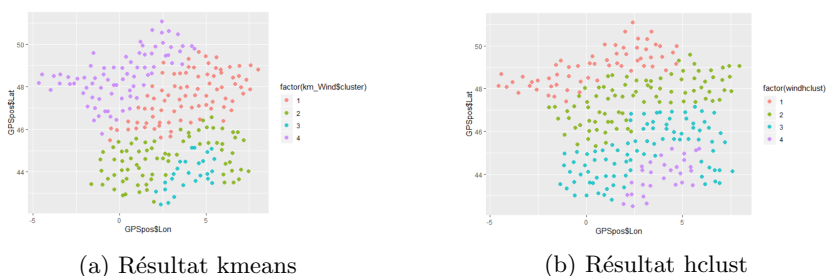 50
48
46
44
GPSpos$Lat
-5
0
5
GPSpos$Lon
factor(km_Wind$cluster)
1
2
3
4
(a) Résultat kmeans
50
48
46
44
GPSpos$Lat
-5
0
5
GPSpos$Lon
factor(windhclust)
1
2
3
4
(b) Résultat hclust